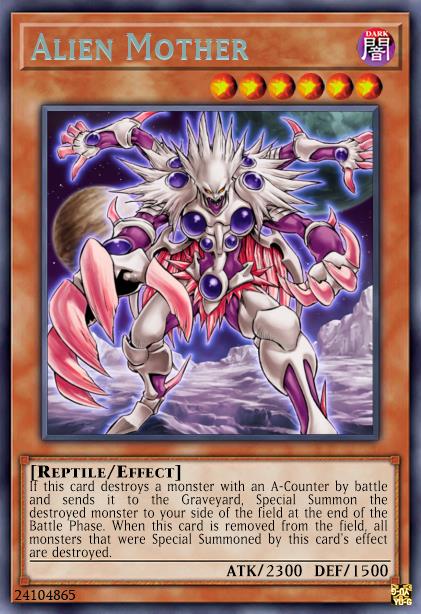 Alien Mother
DARK
闇
[Reptile/Effect]
If this card destroys a monster with an A-Counter by battle
and sends it to the Graveyard, Special Summon the
destroyed monster to your side of the field at the end of the
Battle Phase. When this card is removed from the field, all
monsters that were Special Summoned by this card's effect
are destroyed.
ATK/2300 DEF/1500
24104865